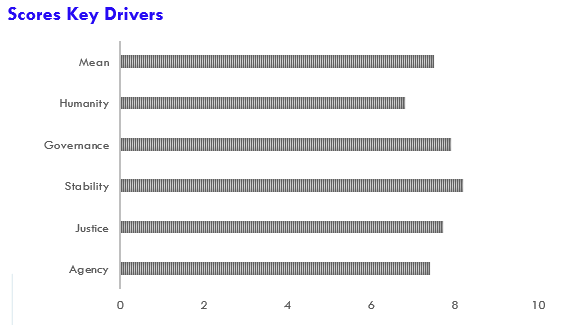 Scores Key Drivers
Mean
Humanity
Governance
Stability
Justice
Agency
0 2 4 6 8 10